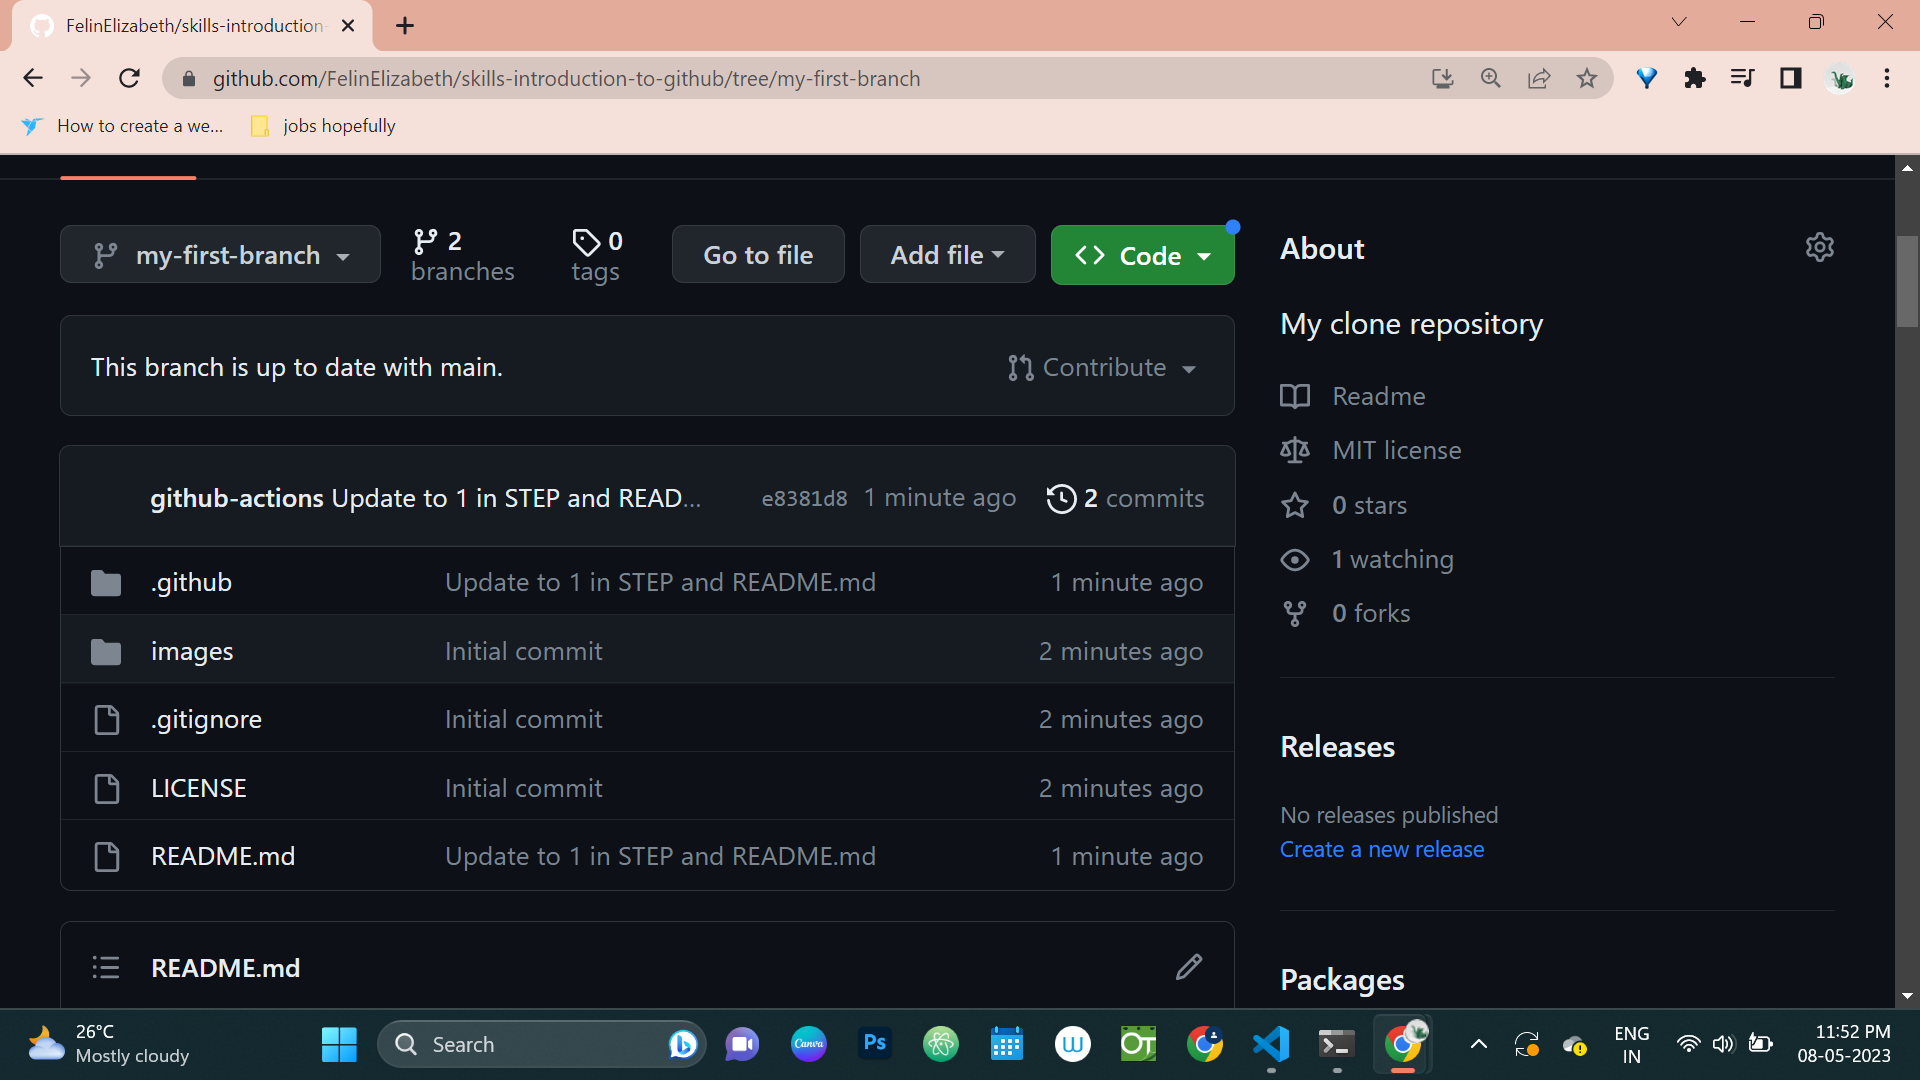 FelinElizabeth/skills-introduction-
github.com/FelinElizabeth/skills-introduction-to-github/tree/my-first-branch
How to create a we...
jobs hopefully
my-first-branch
2
branches
0
tags
Go to file
Add file
<> Code
This branch is up to date with main.
Contribute
github-actions Update to 1 in STEP and READ... e8381d8 1 minute ago 2 commits
.github Update to 1 in STEP and README.md 1 minute ago
images Initial commit 2 minutes ago
.gitignore Initial commit 2 minutes ago
LICENSE Initial commit 2 minutes ago
README.md Update to 1 in STEP and README.md 1 minute ago
README.md
About
My clone repository
Readme
MIT license
0 stars
1 watching
0 forks
Releases
No releases published
Create a new release
Packages
26°C
Mostly cloudy
Search
Canva
Ps
W
OT
ENG
IN
11:52 PM
08-05-2023